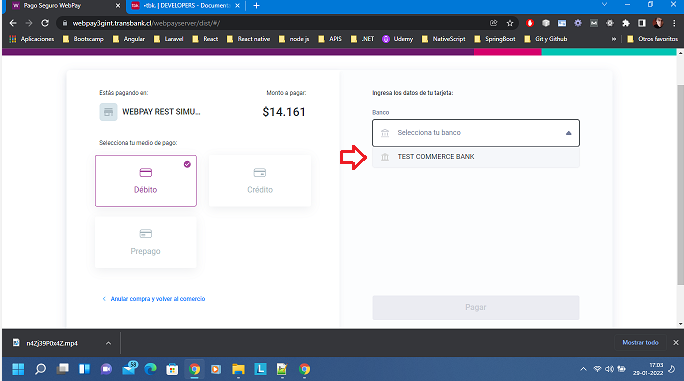 Pago Seguro WebPay
•tbk. | DEVELOPERS - Documenta
webpay3gint.transbank.cl/webpayserver/dist/#/
Aplicaciones Bootscamp Angular Laravel React React native node js APIS .NET Udemy NativeScript SpringBoot Git y Github » Otros favoritos
Estás pagando en:
Monto a pagar:
WEBPAY REST SIMU...
$14.161
Selecciona tu medio de pago:
Débito
Crédito
Prepago
Anular compra y volver al comercio
Ingresa los datos de tu tarjeta:
Banco
Selecciona tu banco
TEST COMMERCE BANK
Pagar
n4Zj39P0x4Z.mp4
Mostrar todo
17:03
29-01-2022